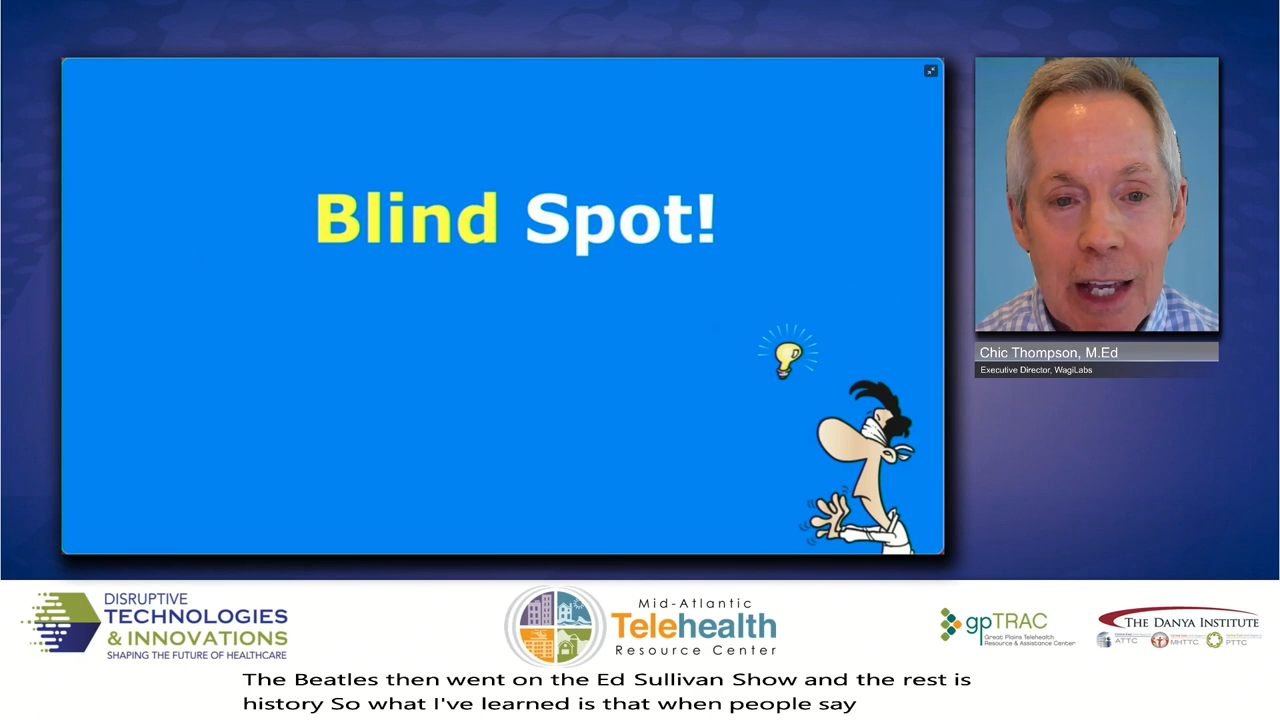 Blind Spot!
Chic Thompson, M.Ed
Executive Director, WagiLabs
DISRUPTIVE
TECHNOLOGIES
& INNOVATIONS
SHAPING THE FUTURE OF HEALTHCARE
Mid-Atlantic
Telehealth
Resource Center
gpTRAC
Great Plains Telehealth
Resource & Assistance Center
THE DANYA INSTITUTE
ATTC
MHTTC
PTTC
The Beatles then went on the Ed Sullivan Show and the rest is
history So what I've learned is that when people say